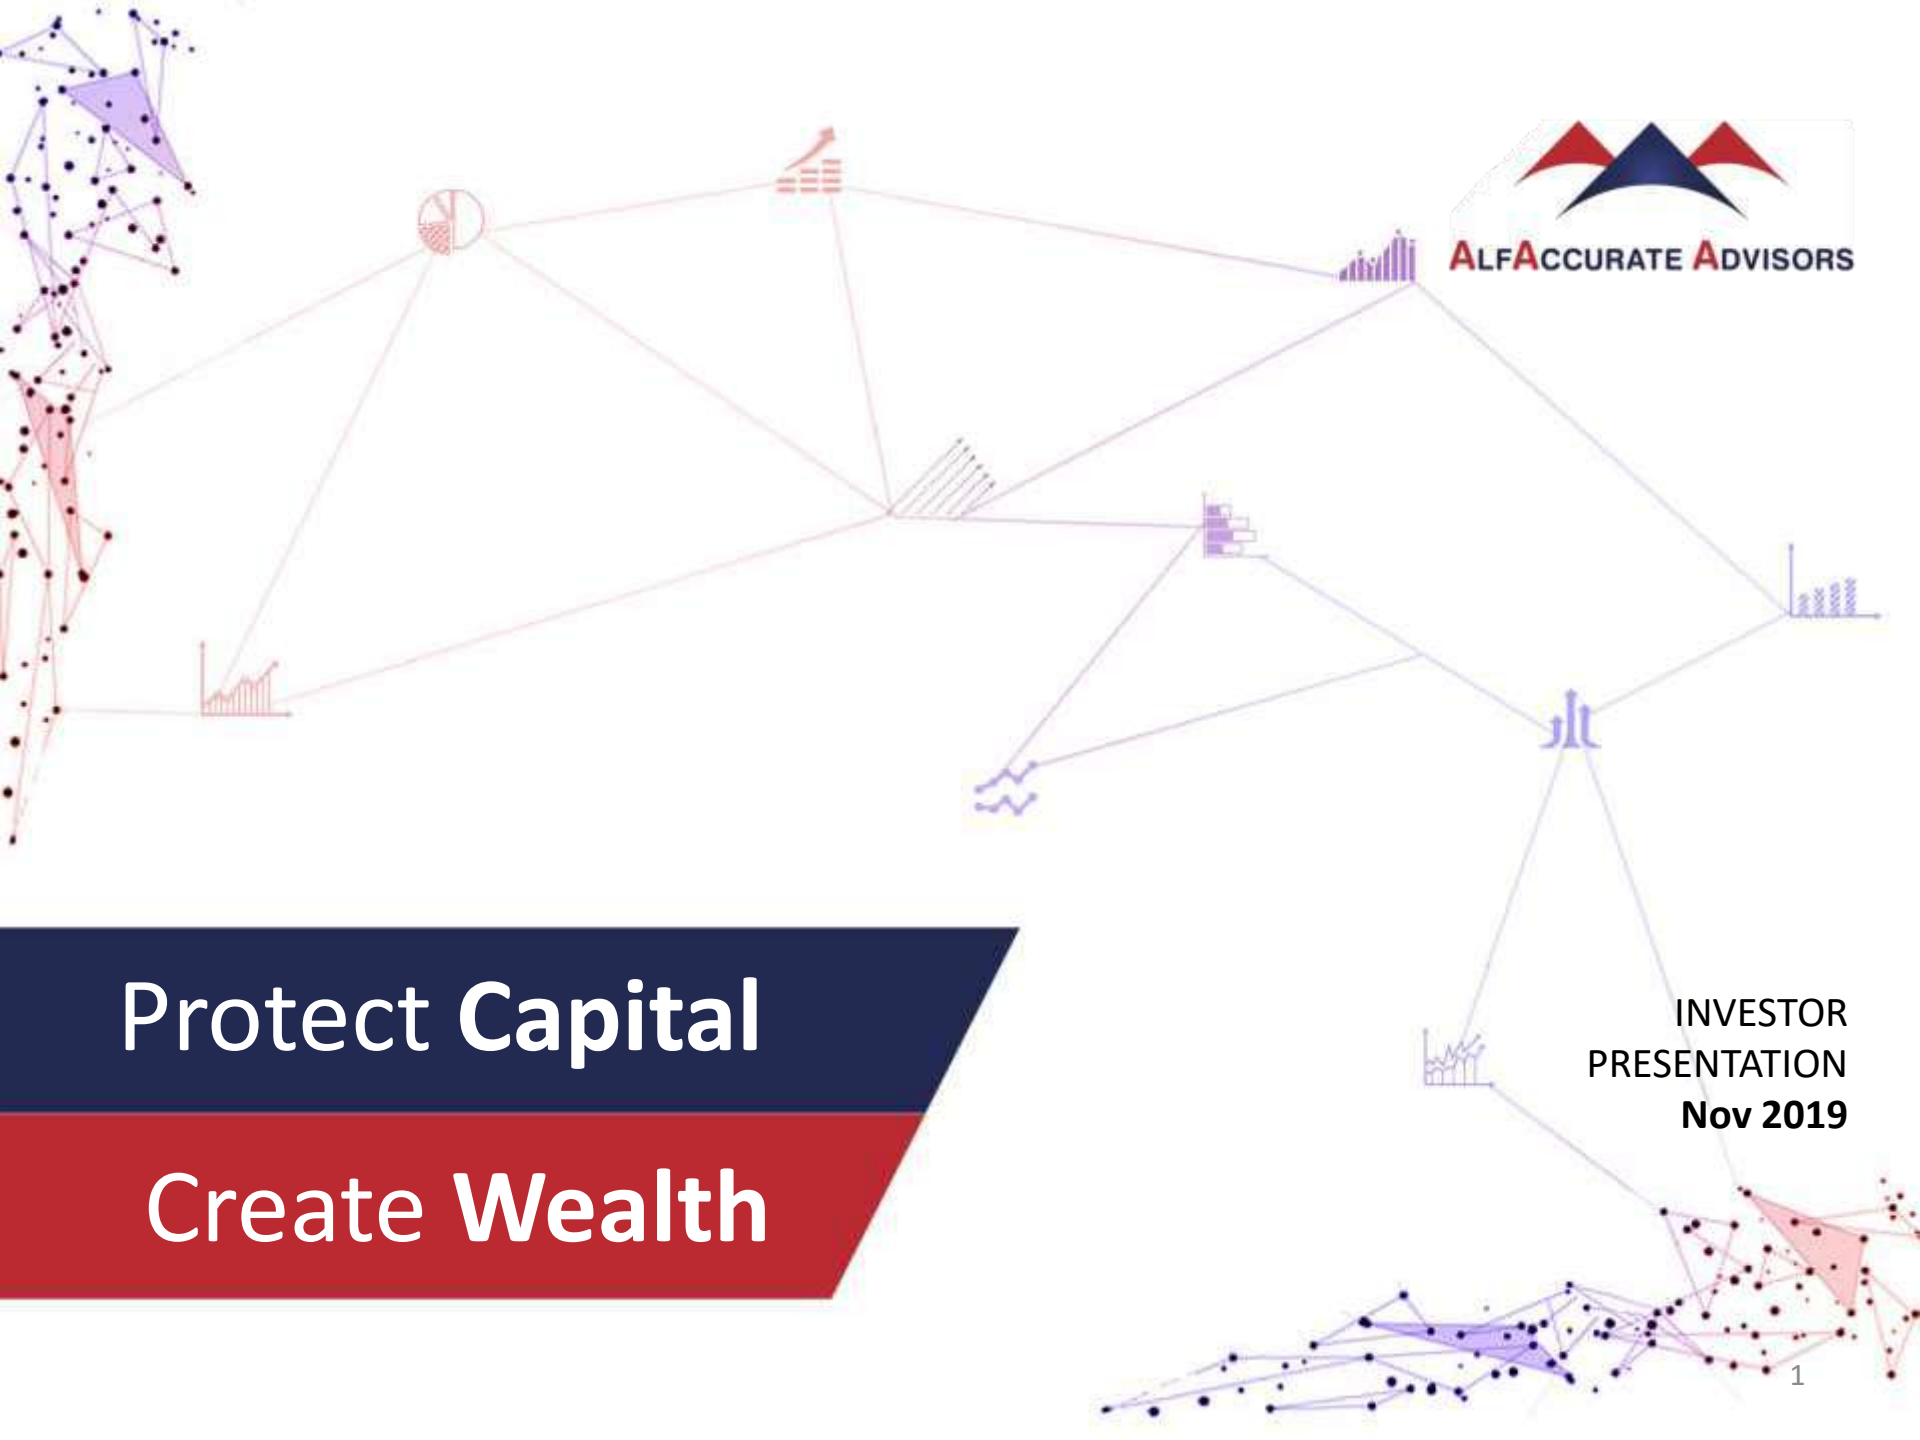 ALFACCURATE ADVISORS
Protect Capital
Create Wealth
INVESTOR
PRESENTATION
Nov 2019
1